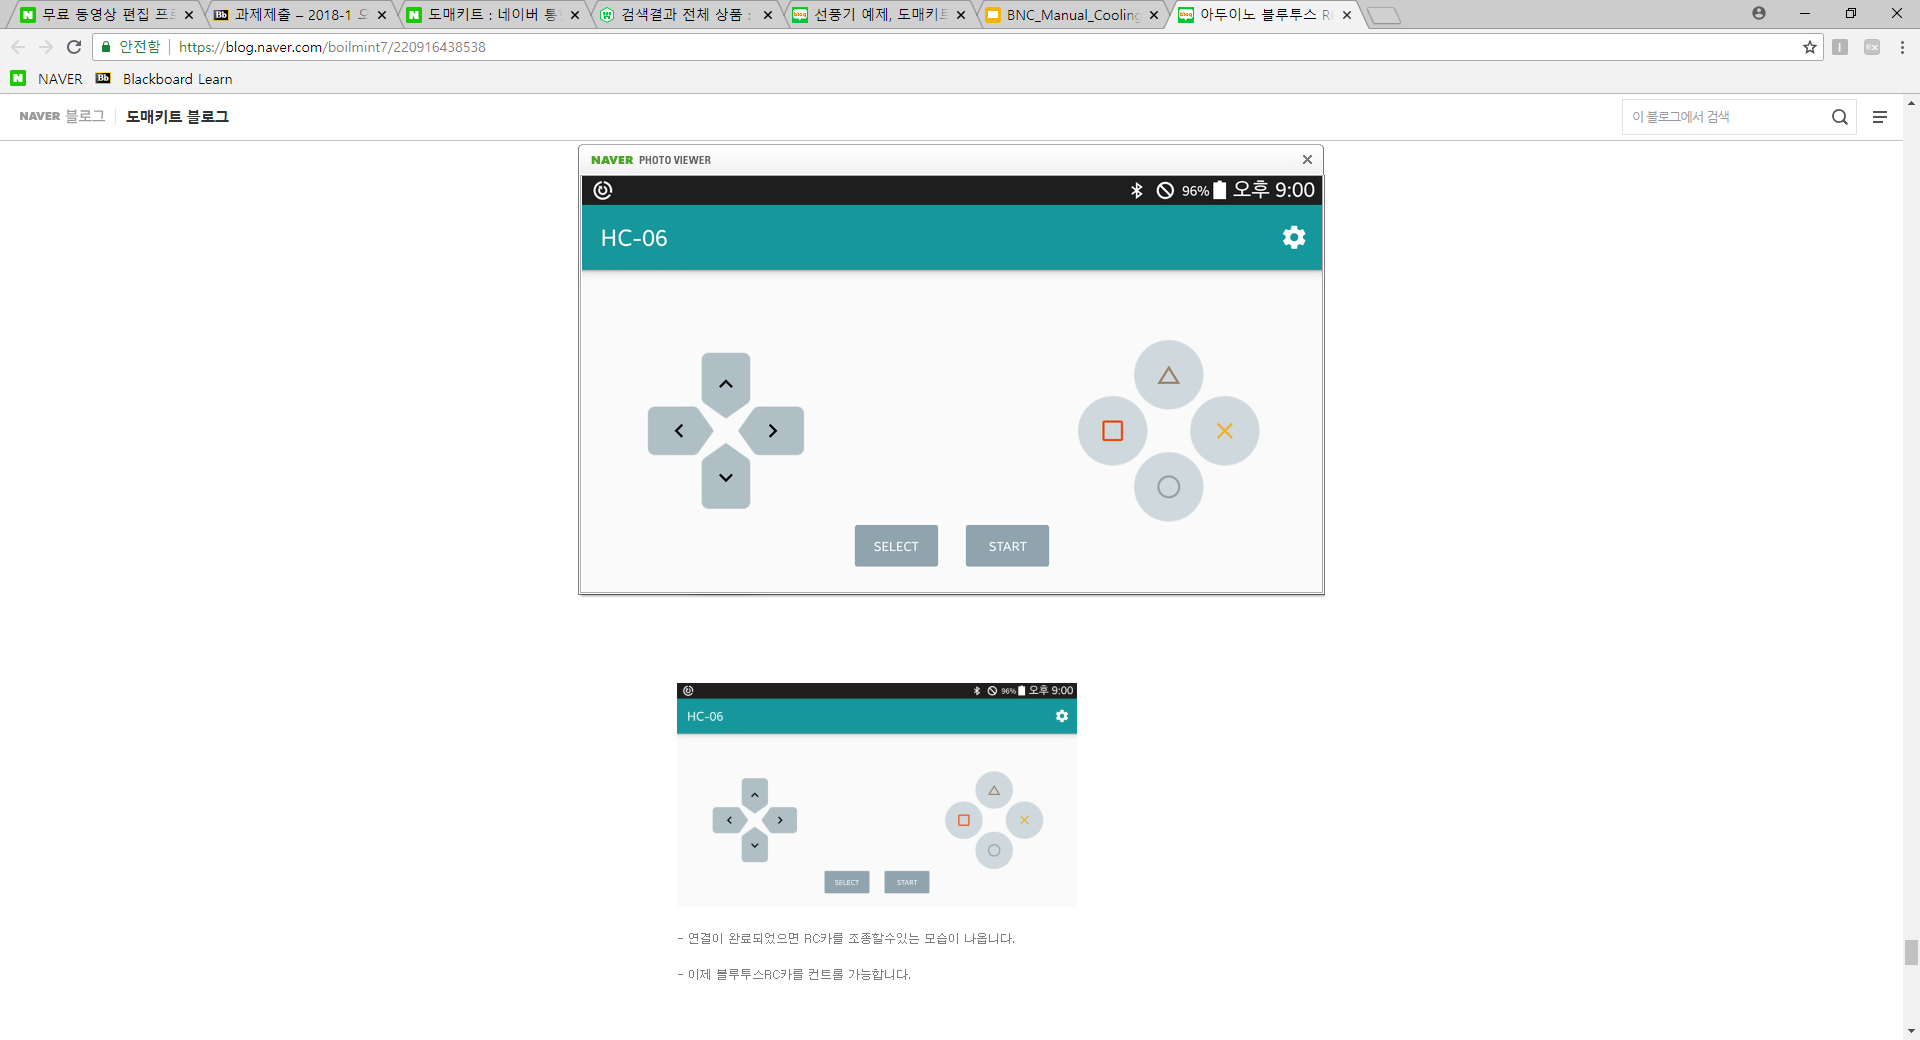 무료 동영상 편집 프로
과제제출 – 2018-1 오
도매키트 : 네이버 통합
검색결과 전체 상품 :
선풍기 예제, 도매키트
BNC_Manual_Cooling
아두이노 블루투스 RC
안전함 https://blog.naver.com/boilmint7/220916438538
NAVER Blackboard Learn
NAVER 블로그 도매키트 블로그 이 블로그에서 검색
NAVER PHOTO VIEWER
96% 오후 9:00
HC-06
SELECT START
96% 오후 9:00
HC-06
SELECT START
- 연결이 완료되었으면 RC카를 조종할수있는 모습이 나옵니다.
- 이제 블루투스RC카를 컨트롤 가능합니다.